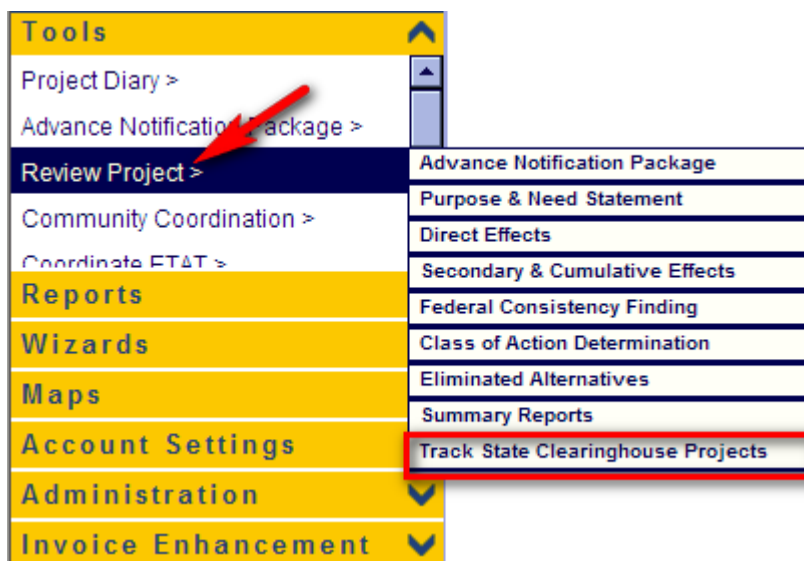 Tools
Project Diary >
Advance Notification Package >
Review Project >
Community Coordination >
Coordinate ETAT >
Reports
Wizards
Maps
Account Settings
Administration
Invoice Enhancement
Advance Notification Package
Purpose & Need Statement
Direct Effects
Secondary & Cumulative Effects
Federal Consistency Finding
Class of Action Determination
Eliminated Alternatives
Summary Reports
Track State Clearinghouse Projects